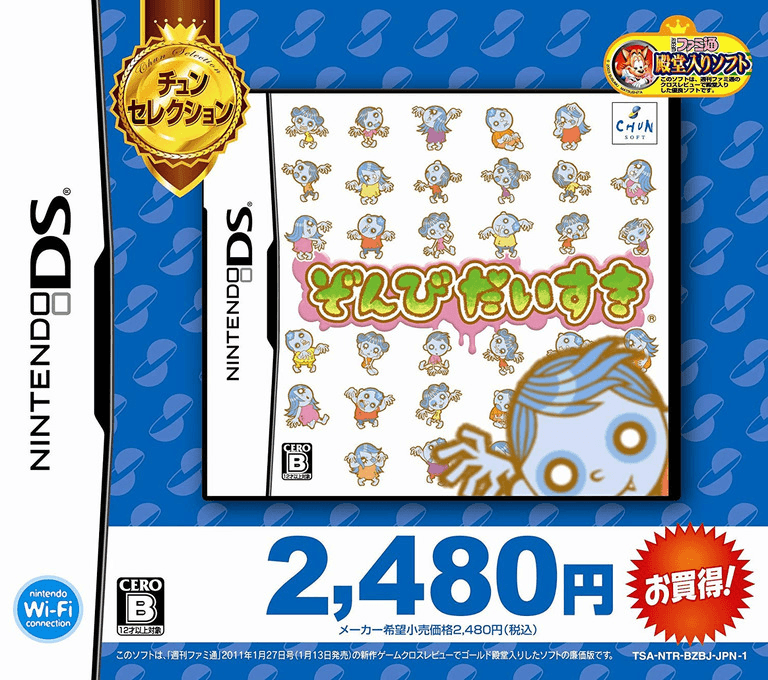 Chun Selection
チュン
セレクション
ファミ通
殿堂入りソフト
このソフトは、週刊ファミ通の
クロスレビューで殿堂入り
した優良ソフトです。
NINTENDO DS®
NINTENDO DS®
CHUN
SOFT
ぞんびだいすき®
CERO
B
12才以上対象
nintendo
Wi-Fi
connection
CERO
B
12才以上対象
2,480円
お買得!
メーカー希望小売価格2,480円(税込)
このソフトは、「週刊ファミ通」2011年1月27日号(1月13日発売)の新作ゲームクロスレビューでゴールド殿堂入りしたソフトの廉価版です。
TSA-NTR-BZBJ-JPN-1